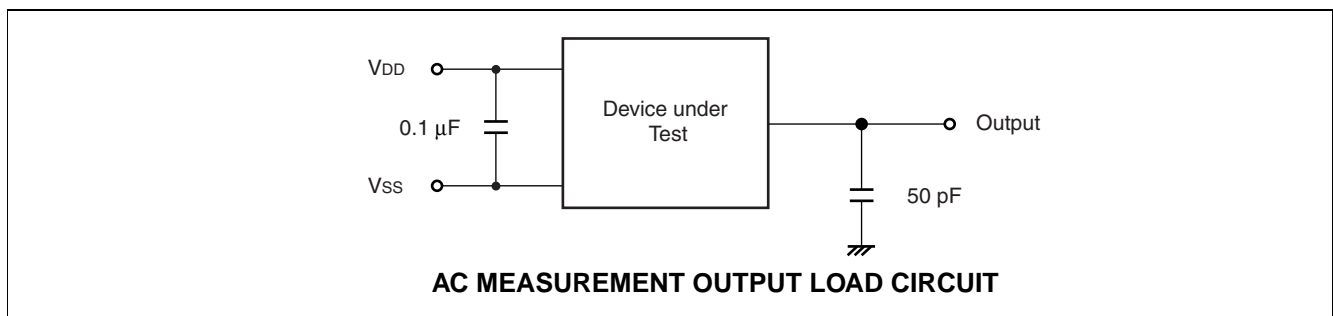 VDD
0.1 μF
VSS
Device under
Test
Output
50 pF
AC MEASUREMENT OUTPUT LOAD CIRCUIT